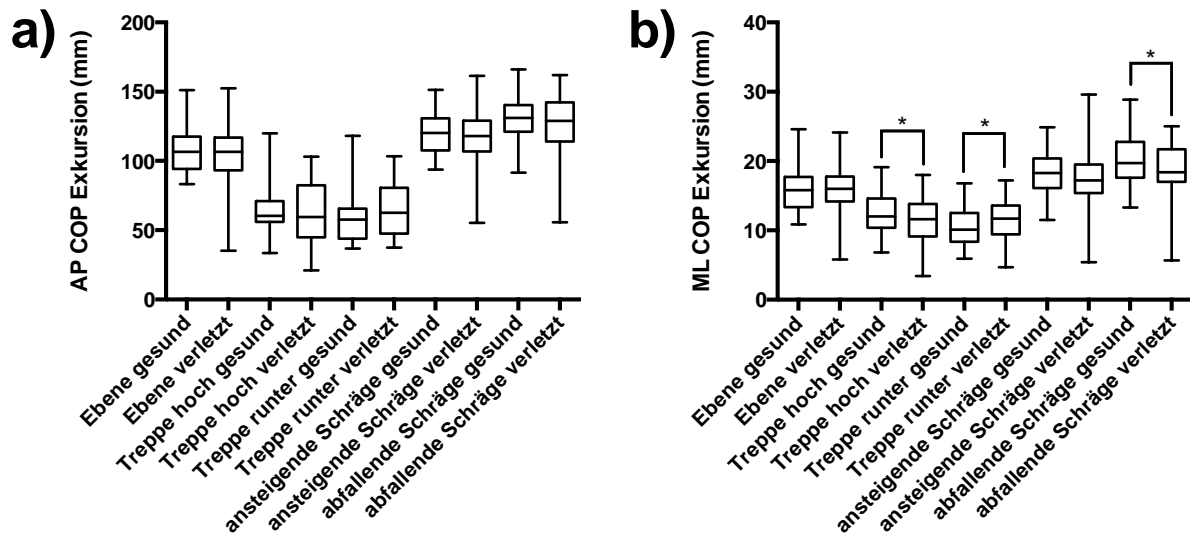 a)
AP COP Exkursion (mm)
200
150
100
50
0
Ebene gesund
Ebene verletzt
Treppe hoch gesund
Treppe hoch verletzt
Treppe runter gesund
Treppe runter verletzt
ansteigende Schräge gesund
ansteigende Schräge verletzt
abfallende Schräge gesund
abfallende Schräge verletzt
b)
ML COP Exkursion (mm)
40
30
20
10
0
*
*
*
Ebene gesund
Ebene verletzt
Treppe hoch gesund
Treppe hoch verletzt
Treppe runter gesund
Treppe runter verletzt
ansteigende Schräge gesund
ansteigende Schräge verletzt
abfallende Schräge gesund
abfallende Schräge verletzt